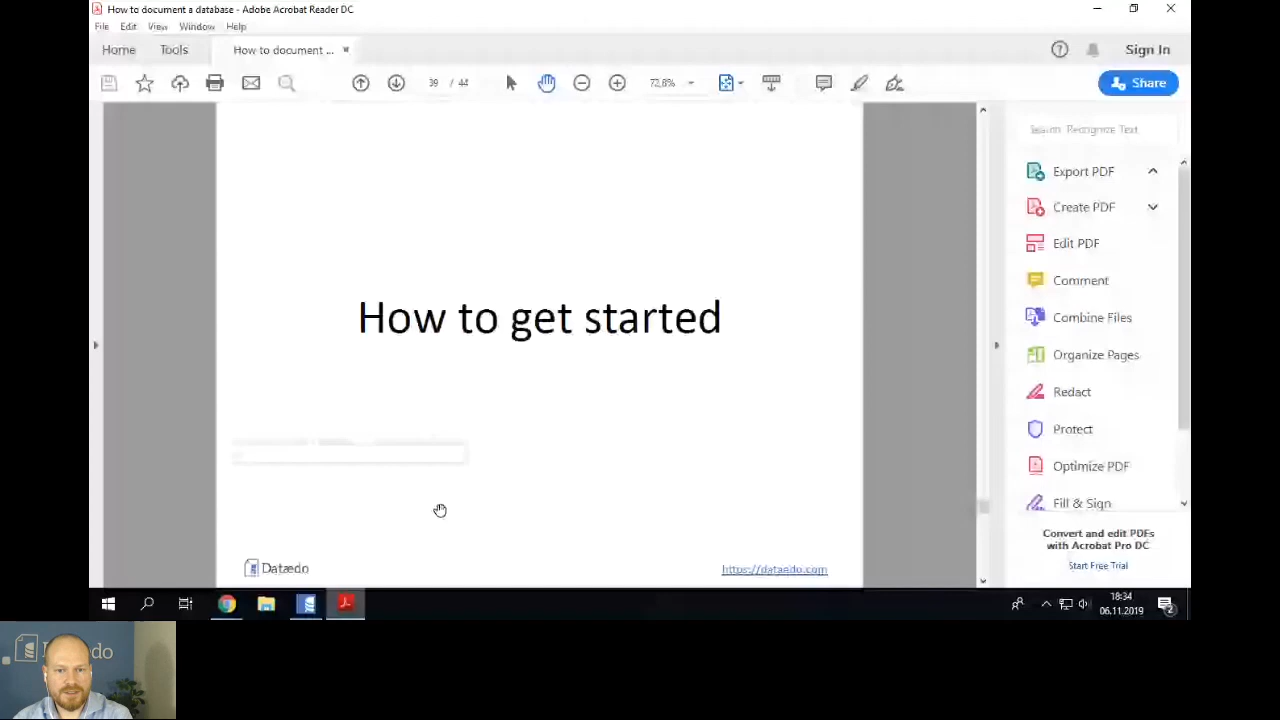 How to document a database - Adobe Acrobat Reader DC
File Edit View Window Help
Home Tools How to document ... Sign In
39 / 44 72,8% Share
Export PDF
Create PDF
Edit PDF
Comment
Combine Files
Organize Pages
Redact
Protect
Optimize PDF
Fill & Sign
Convert and edit PDFs
with Acrobat Pro DC
Start Free Trial
How to get started
Dataedo https://dataedo.com
18:34
06.11.2019
2